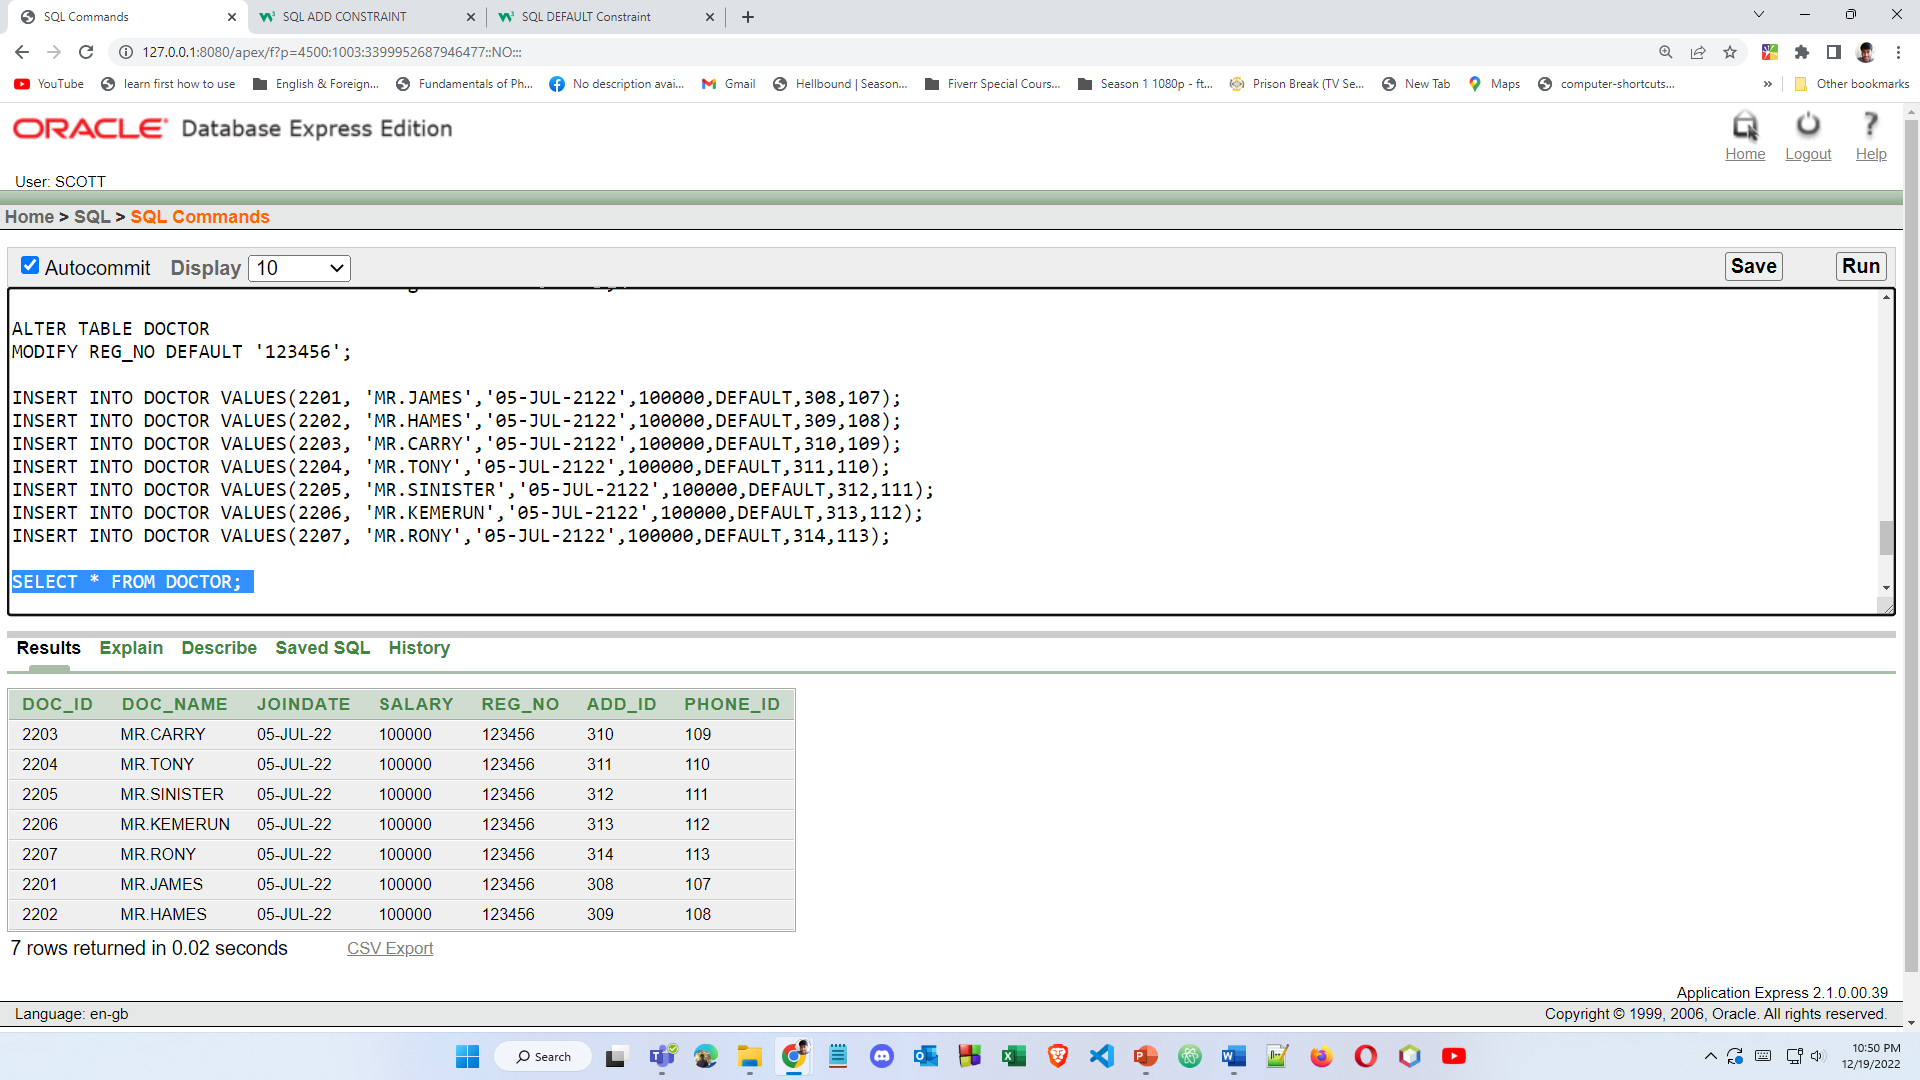 SQL Commands
SQL ADD CONSTRAINT
SQL DEFAULT Constraint
127.0.0.1:8080/apex/f?p=4500:1003:3399952687946477::NO:::
YouTube
learn first how to use
English & Foreign...
Fundamentals of Ph...
No description avai...
Gmail
Hellbound | Season...
Fiverr Special Cours...
Season 1 1080p - ft...
Prison Break (TV Se...
New Tab
Maps
computer-shortcuts...
»
Other bookmarks
ORACLE Database Express Edition
Home
Logout
Help
User: SCOTT
Home > SQL > SQL Commands
Autocommit Display 10
Save
Run
ALTER TABLE DOCTOR
MODIFY REG_NO DEFAULT '123456';
INSERT INTO DOCTOR VALUES(2201, 'MR.JAMES','05-JUL-2122',100000,DEFAULT,308,107);
INSERT INTO DOCTOR VALUES(2202, 'MR.HAMES','05-JUL-2122',100000,DEFAULT,309,108);
INSERT INTO DOCTOR VALUES(2203, 'MR.CARRY','05-JUL-2122',100000,DEFAULT,310,109);
INSERT INTO DOCTOR VALUES(2204, 'MR.TONY','05-JUL-2122',100000,DEFAULT,311,110);
INSERT INTO DOCTOR VALUES(2205, 'MR.SINISTER','05-JUL-2122',100000,DEFAULT,312,111);
INSERT INTO DOCTOR VALUES(2206, 'MR.KEMERUN','05-JUL-2122',100000,DEFAULT,313,112);
INSERT INTO DOCTOR VALUES(2207, 'MR.RONY','05-JUL-2122',100000,DEFAULT,314,113);
SELECT * FROM DOCTOR;
Results Explain Describe Saved SQL History
DOC_ID DOC_NAME JOINDATE SALARY REG_NO ADD_ID PHONE_ID
2203 MR.CARRY 05-JUL-22 100000 123456 310 109
2204 MR.TONY 05-JUL-22 100000 123456 311 110
2205 MR.SINISTER 05-JUL-22 100000 123456 312 111
2206 MR.KEMERUN 05-JUL-22 100000 123456 313 112
2207 MR.RONY 05-JUL-22 100000 123456 314 113
2201 MR.JAMES 05-JUL-22 100000 123456 308 107
2202 MR.HAMES 05-JUL-22 100000 123456 309 108
7 rows returned in 0.02 seconds
CSV Export
Application Express 2.1.0.00.39
Language: en-gb
Copyright © 1999, 2006, Oracle. All rights reserved.
Search
10:50 PM
12/19/2022